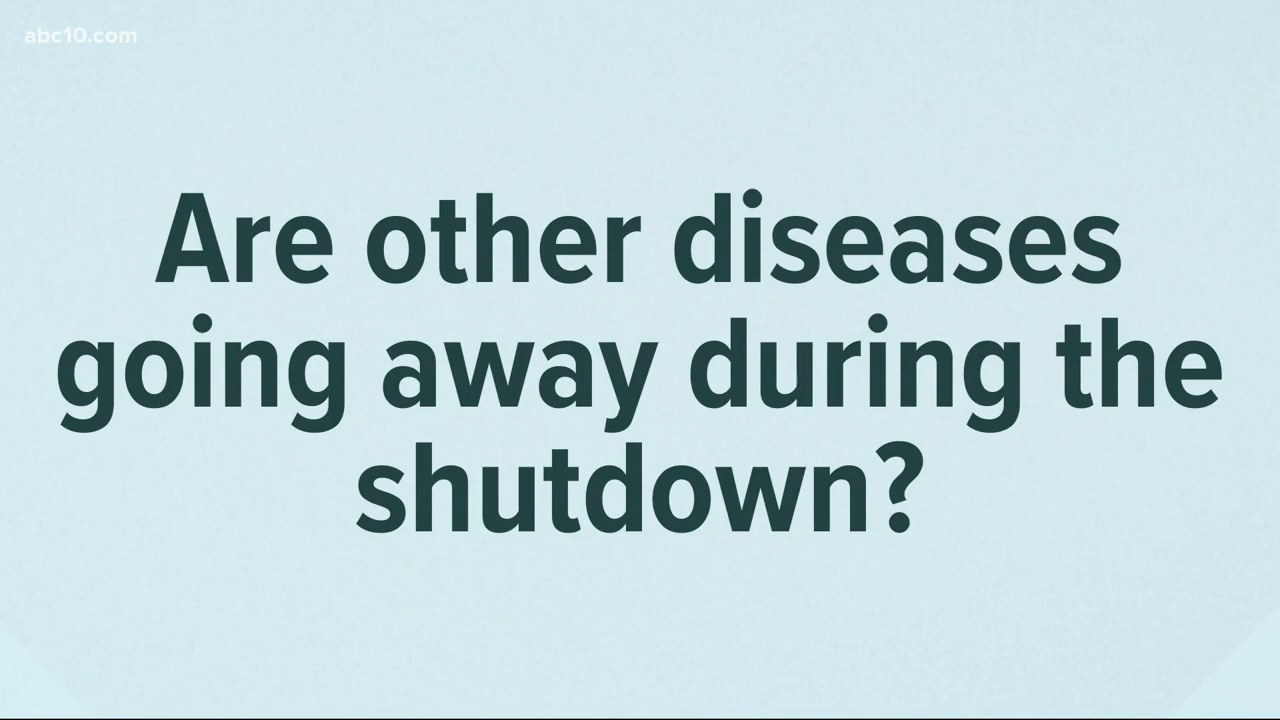 abc10.com
Are other diseases
going away during the
shutdown?